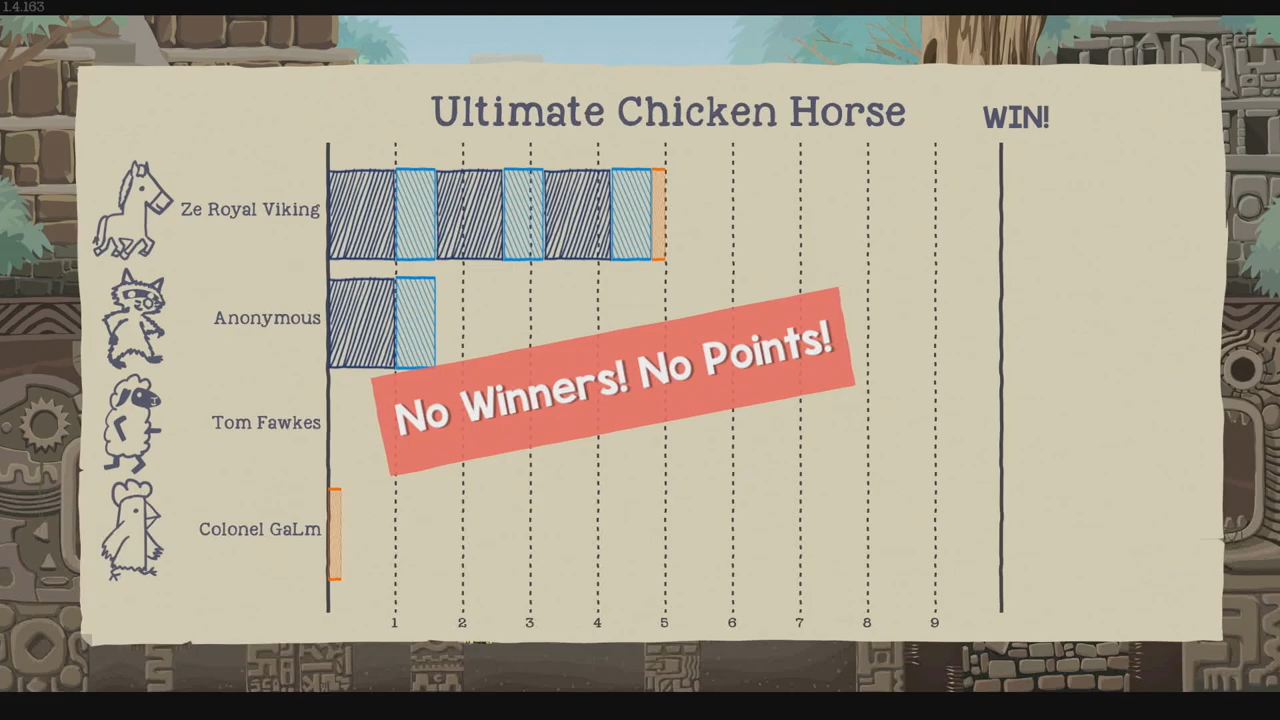 1.4.163
Ultimate Chicken Horse
WIN!
Ze Royal Viking
Anonymous
No Winners! No Points!
Tom Fawkes
Colonel GaLm
1 2 3 4 5 6 7 8 9